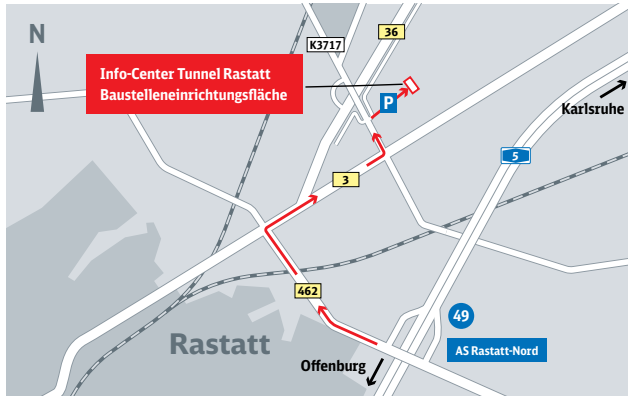 N
K3717
36
Info-Center Tunnel Rastatt
Baustelleneinrichtungsfläche
P
Karlsruhe
5
3
462
49
Rastatt
AS Rastatt-Nord
Offenburg